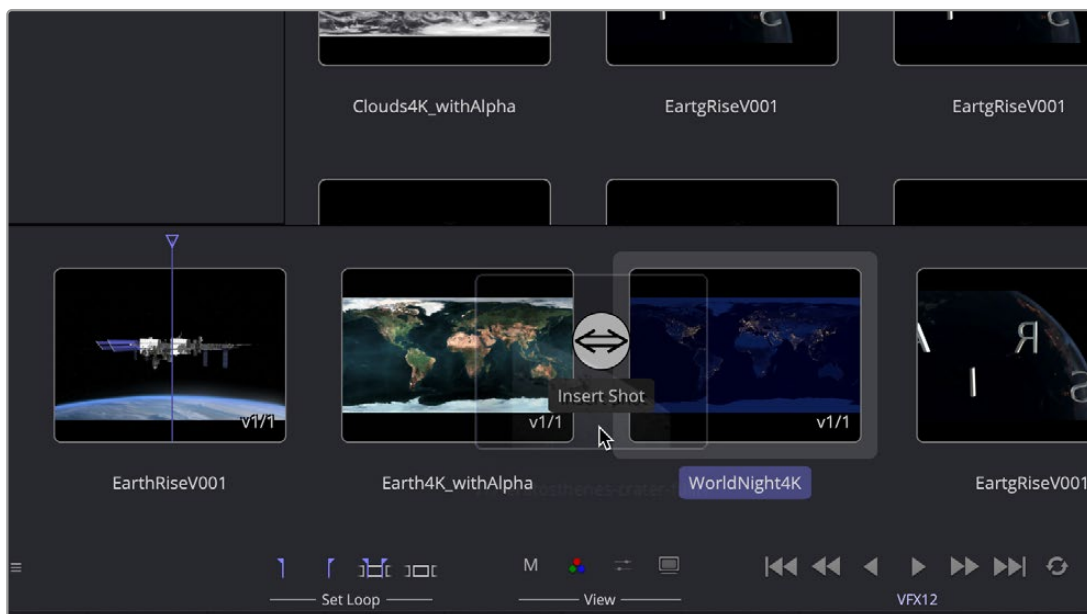 Clouds4K_withAlpha EartgRiseV001 EartgRiseV001
Insert Shot
v1/1 v1/1 v1/1
EarthRiseV001 Earth4K_withAlpha WorldNight4K EartgRiseV001
M
Set Loop View VFX12